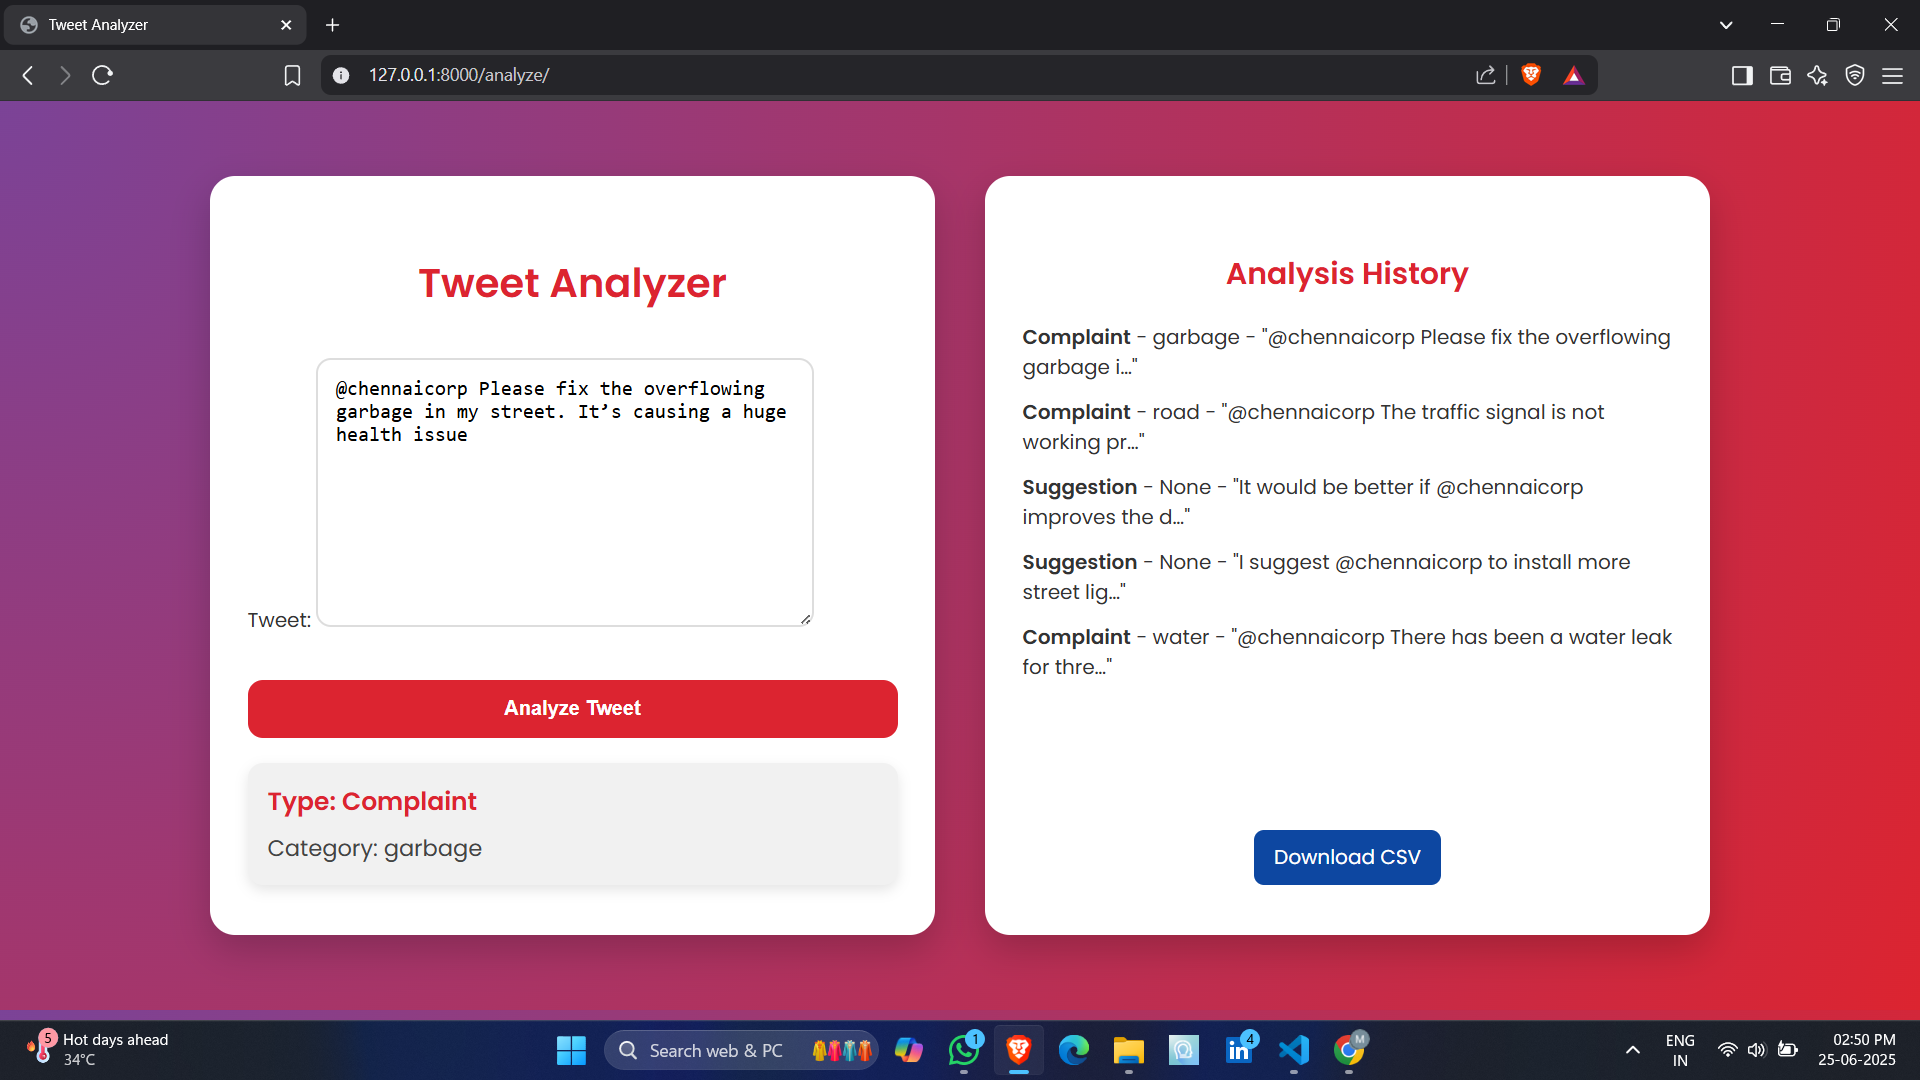 Tweet Analyzer
127.0.0.1:8000/analyze/
Tweet Analyzer
@chennaicorp Please fix the overflowing
garbage in my street. It’s causing a huge
health issue
Tweet:
Analyze Tweet
Type: Complaint
Category: garbage
Analysis History
Complaint - garbage - "@chennaicorp Please fix the overflowing
garbage i..."
Complaint - road - "@chennaicorp The traffic signal is not
working pr..."
Suggestion - None - "It would be better if @chennaicorp
improves the d..."
Suggestion - None - "I suggest @chennaicorp to install more
street lig..."
Complaint - water - "@chennaicorp There has been a water leak
for thre..."
Download CSV
5
Hot days ahead
34°C
Search web & PC
1
in
4
M
ENG
IN
02:50 PM
25-06-2025